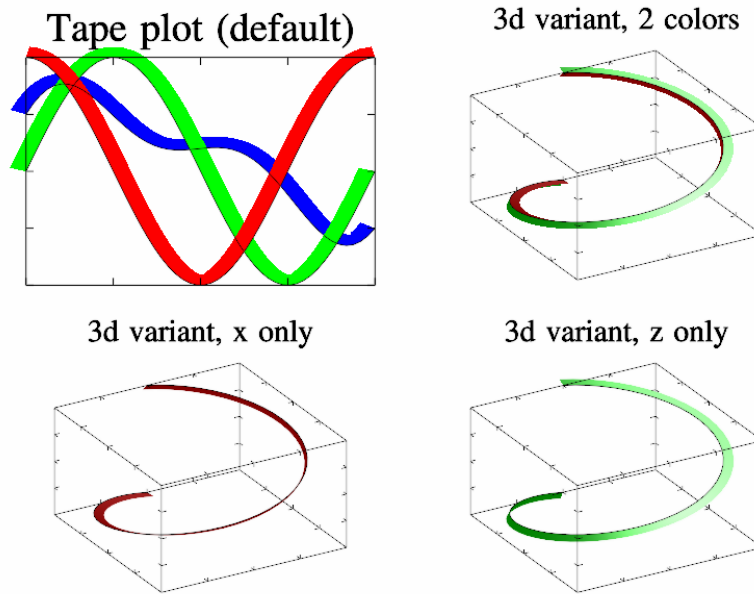 Tape plot (default)
3d variant, 2 colors
3d variant, x only
3d variant, z only